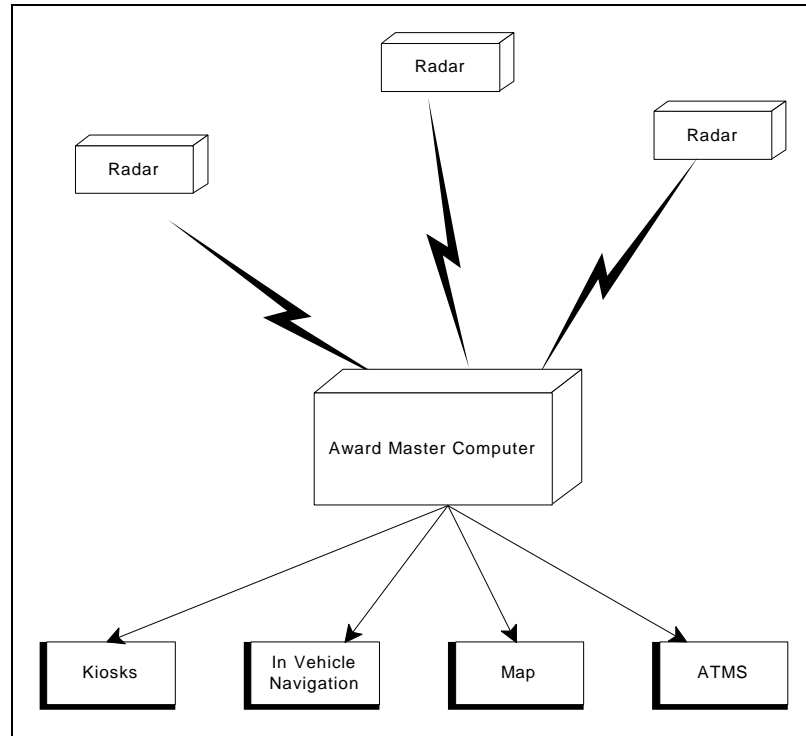 Radar
Radar
Radar
Award Master Computer
Kiosks
In Vehicle
Navigation
Map
ATMS